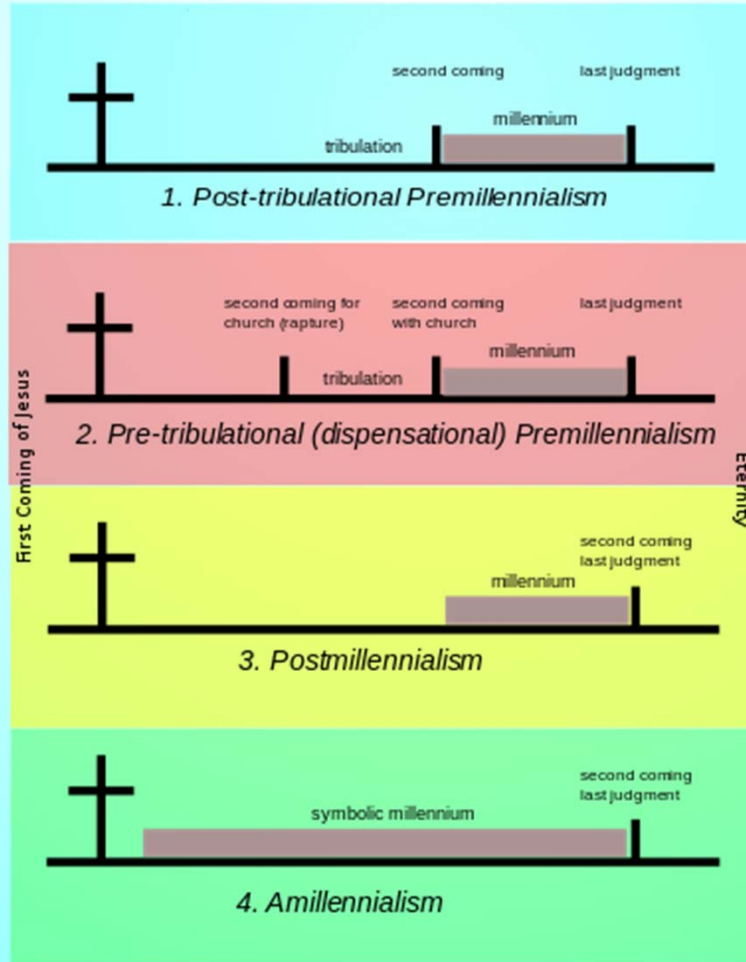 second coming last judgment
millennium
tribulation
1. Post-tribulational Premillennialism
second coming for
church (rapture)
second coming
with church
last judgment
millennium
tribulation
2. Pre-tribulational (dispensational) Premillennialism
First Coming of Jesus
Eternity
second coming
last judgment
millennium
3. Postmillennialism
second coming
last judgment
symbolic millennium
4. Amillennialism